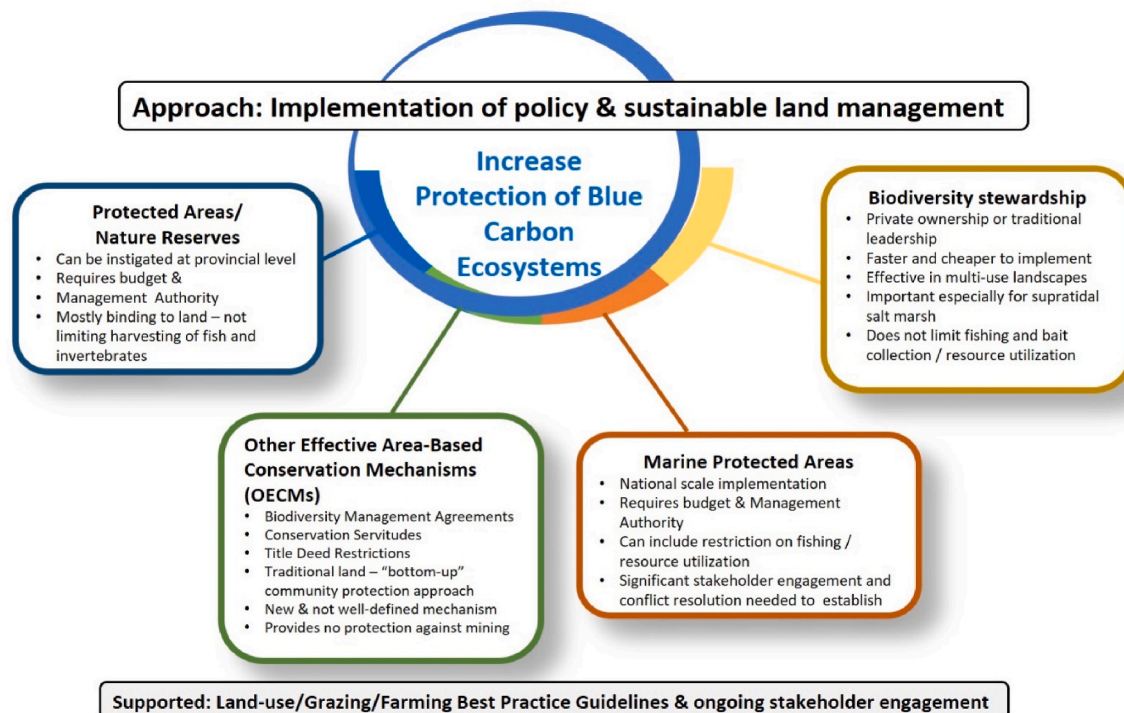 Approach: Implementation of policy & sustainable land management
Increase
Protection of Blue
Carbon
Ecosystems
Protected Areas/
Nature Reserves
• Can be instigated at provincial level
• Requires budget &
• Management Authority
• Mostly binding to land – not
limiting harvesting of fish and
invertebrates
Biodiversity stewardship
• Private ownership or traditional
leadership
• Faster and cheaper to implement
• Effective in multi-use landscapes
• Important especially for supratidal
salt marsh
• Does not limit fishing and bait
collection / resource utilization
Other Effective Area-Based
Conservation Mechanisms
(OECMs)
• Biodiversity Management Agreements
• Conservation Servitudes
• Title Deed Restrictions
• Traditional land – “bottom-up”
community protection approach
• New & not well-defined mechanism
• Provides no protection against mining
Marine Protected Areas
• National scale implementation
• Requires budget & Management
Authority
• Can include restriction on fishing /
resource utilization
• Significant stakeholder engagement and
conflict resolution needed to establish
Supported: Land-use/Grazing/Farming Best Practice Guidelines & ongoing stakeholder engagement